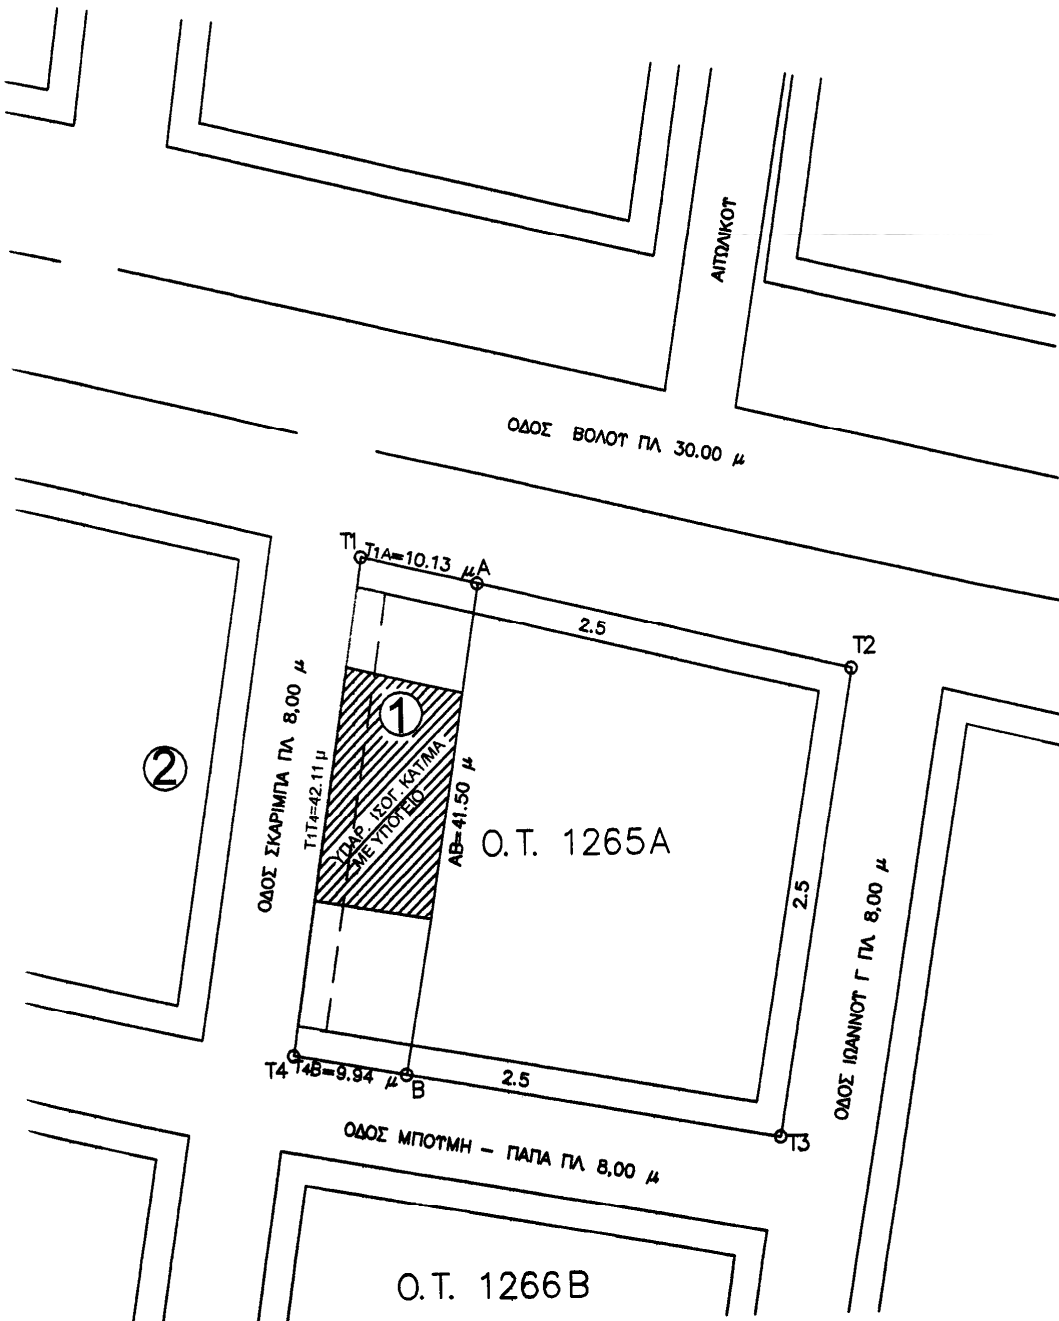 ΑΙΤΩΛΙΚΟΥ
ΟΔΟΣ ΒΟΛΟΥ ΠΛ 30.00 μ
T1
T1A=10.13 μ
A
2.5
T2
ΟΔΟΣ ΣΚΑΡΙΜΠΑ ΠΛ 8,00 μ
T1T4=42.11 μ
1
2
ΥΠΑΡ. ΙΣΟΓ. ΚΑΤ/ΜΑ
ΜΕ ΥΠΟΓΕΙΟ
AB=41.50 μ
Ο.Τ. 1265Α
2.5
ΟΔΟΣ ΙΩΑΝΝΟΥ Γ ΠΛ 8,00 μ
T4
T4B=9.94 μ
B
2.5
T3
ΟΔΟΣ ΜΠΟΥΜΗ - ΠΑΠΑ ΠΛ 8,00 μ
Ο.Τ. 1266Β